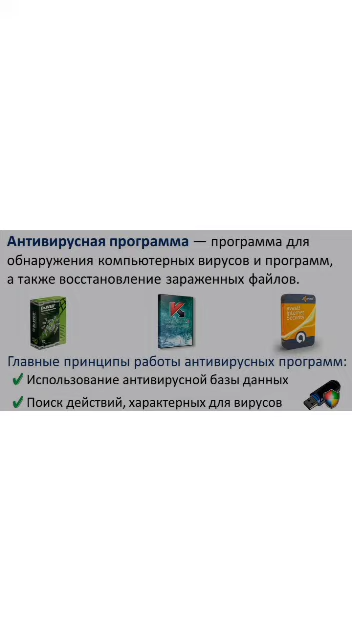 Антивирусная программа — программа для
обнаружения компьютерных вирусов и программ,
а также восстановление зараженных файлов.
Главные принципы работы антивирусных программ:
Использование антивирусной базы данных
Поиск действий, характерных для вирусов